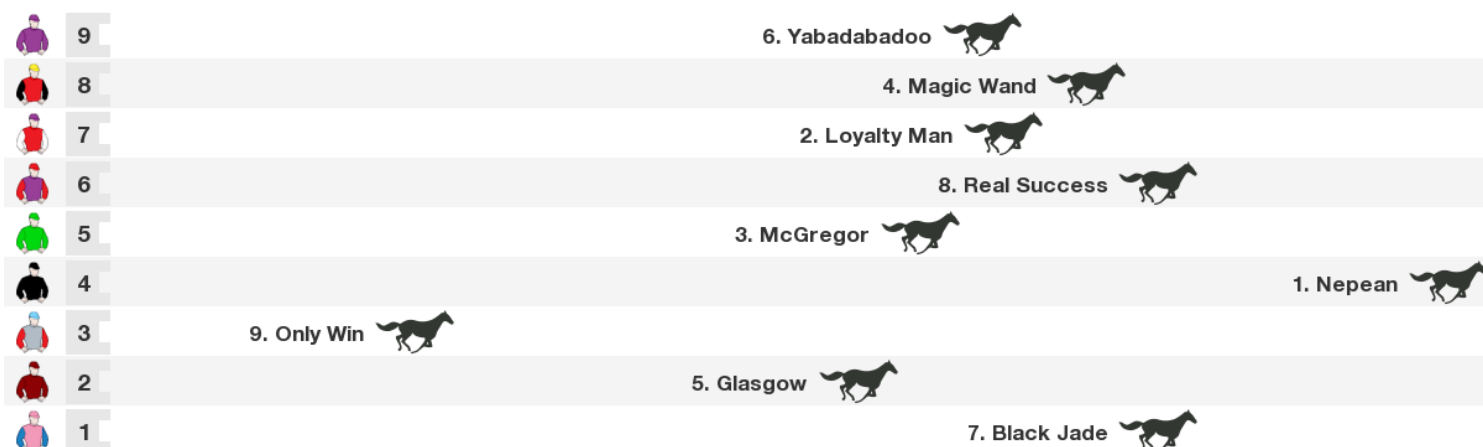 9 6. Yabadabadoo
8 4. Magic Wand
7 2. Loyalty Man
6 8. Real Success
5 3. McGregor
4 1. Nepean
3 9. Only Win
2 5. Glasgow
1 7. Black Jade